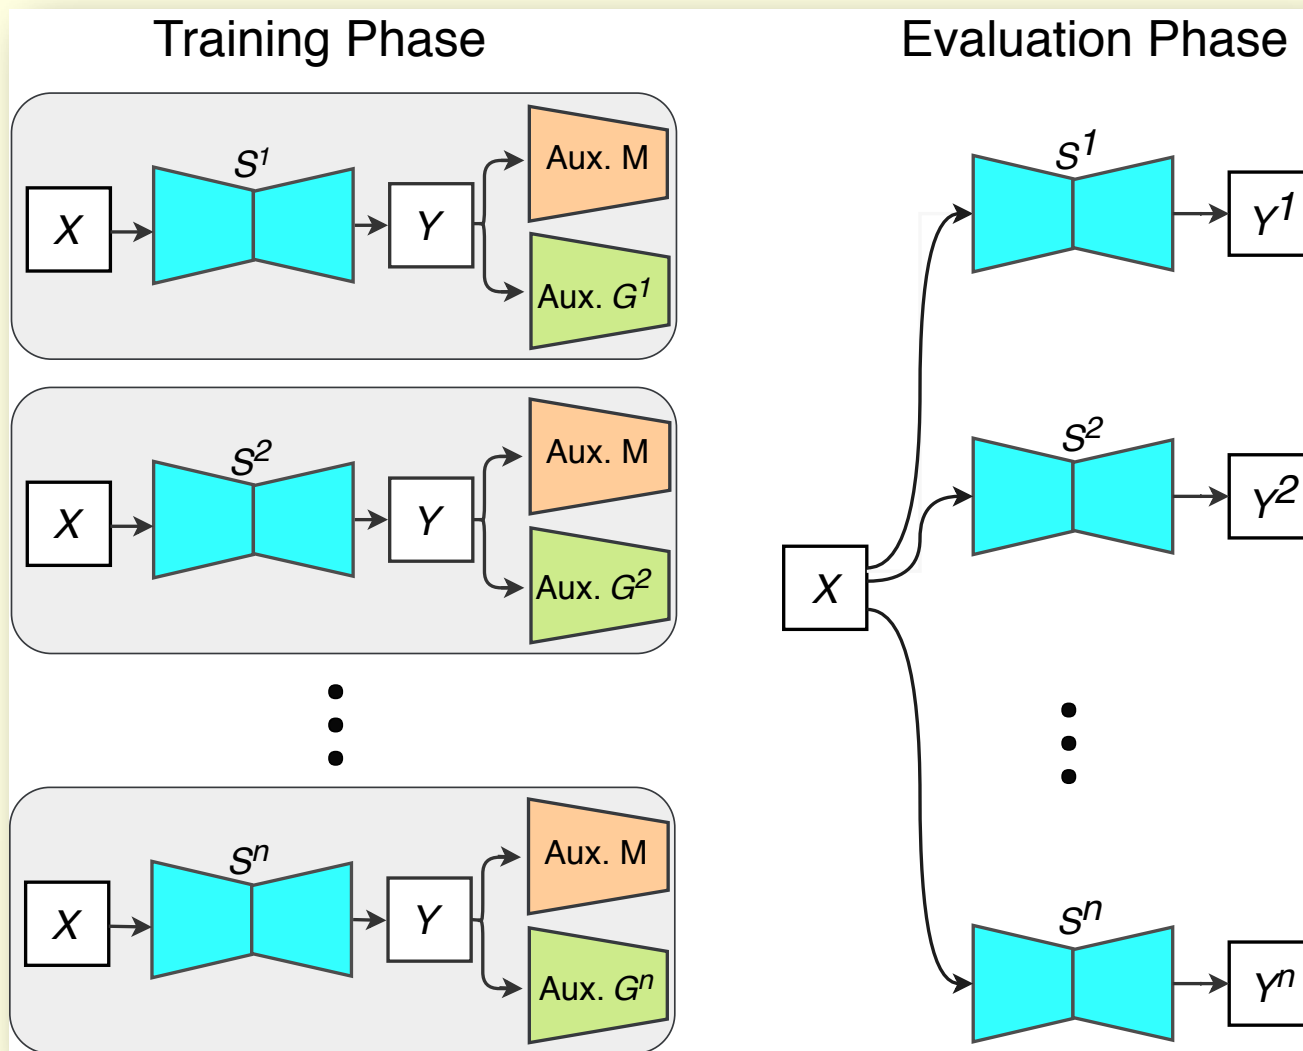 Training Phase
Evaluation Phase
X
S¹
Y
Aux. M
Aux. G¹
X
S²
Y
Aux. M
Aux. G²
X
Sⁿ
Y
Aux. M
Aux. Gⁿ
X
S¹
Y¹
S²
Y²
Sⁿ
Yⁿ